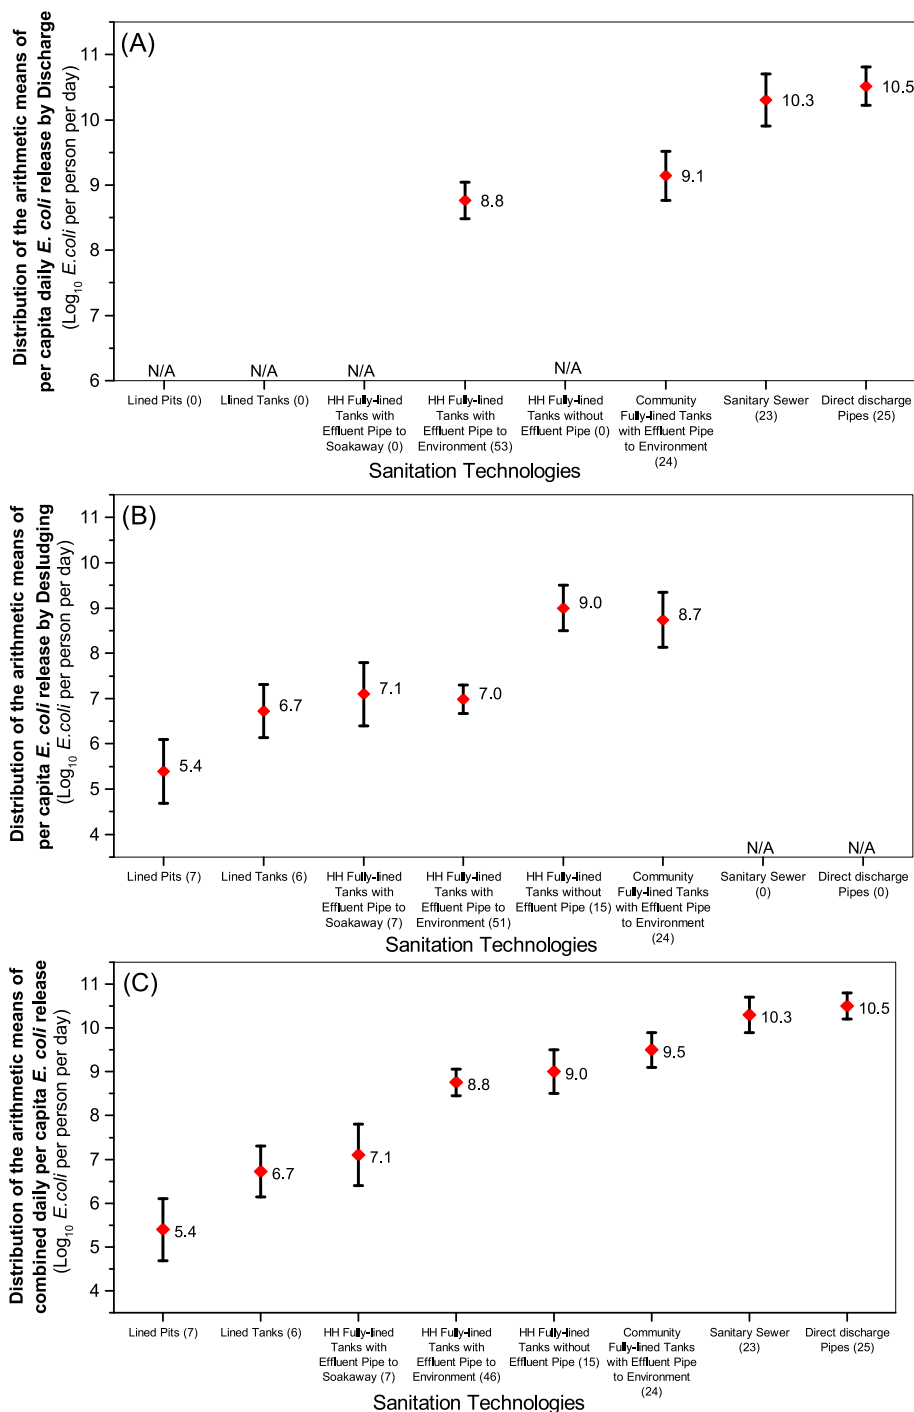 (A)
Distribution of the arithmetic means of
per capita daily E. coli release by Discharge
(Log10 E.coli per person per day)
11
10
9
8
7
6
8.8
9.1
10.3
10.5
N/A
N/A
N/A
N/A
Lined Pits (0)
Llined Tanks (0)
HH Fully-lined
Tanks with
Effluent Pipe to
Soakaway (0)
HH Fully-lined
Tanks with
Effluent Pipe to
Environment (53)
HH Fully-lined
Tanks without
Effluent Pipe (0)
Community
Fully-lined Tanks
with Effluent Pipe
to Environment
(24)
Sanitary Sewer
(23)
Direct discharge
Pipes (25)
Sanitation Technologies
(B)
Distribution of the arithmetic means of
per capita E. coli release by Desludging
(Log10 E.coli per person per day)
11
10
9
8
7
6
5
4
5.4
6.7
7.1
7.0
9.0
8.7
N/A
N/A
Lined Pits (7)
Lined Tanks (6)
HH Fully-lined
Tanks with
Effluent Pipe to
Soakaway (7)
HH Fully-lined
Tanks with
Effluent Pipe to
Environment (51)
HH Fully-lined
Tanks without
Effluent Pipe (15)
Community
Fully-lined Tanks
with Effluent Pipe
to Environment
(24)
Sanitary Sewer
(0)
Direct discharge
Pipes (0)
Sanitation Technologies
(C)
Distribution of the arithmetic means of
combined daily per capita E. coli release
(Log10 E.coli per person per day)
11
10
9
8
7
6
5
4
5.4
6.7
7.1
8.8
9.0
9.5
10.3
10.5
Lined Pits (7)
Lined Tanks (6)
HH Fully-lined
Tanks with
Effluent Pipe to
Soakaway (7)
HH Fully-lined
Tanks with
Effluent Pipe to
Environment (46)
HH Fully-lined
Tanks without
Effluent Pipe (15)
Community
Fully-lined Tanks
with Effluent Pipe
to Environment
(24)
Sanitary Sewer
(23)
Direct discharge
Pipes (25)
Sanitation Technologies